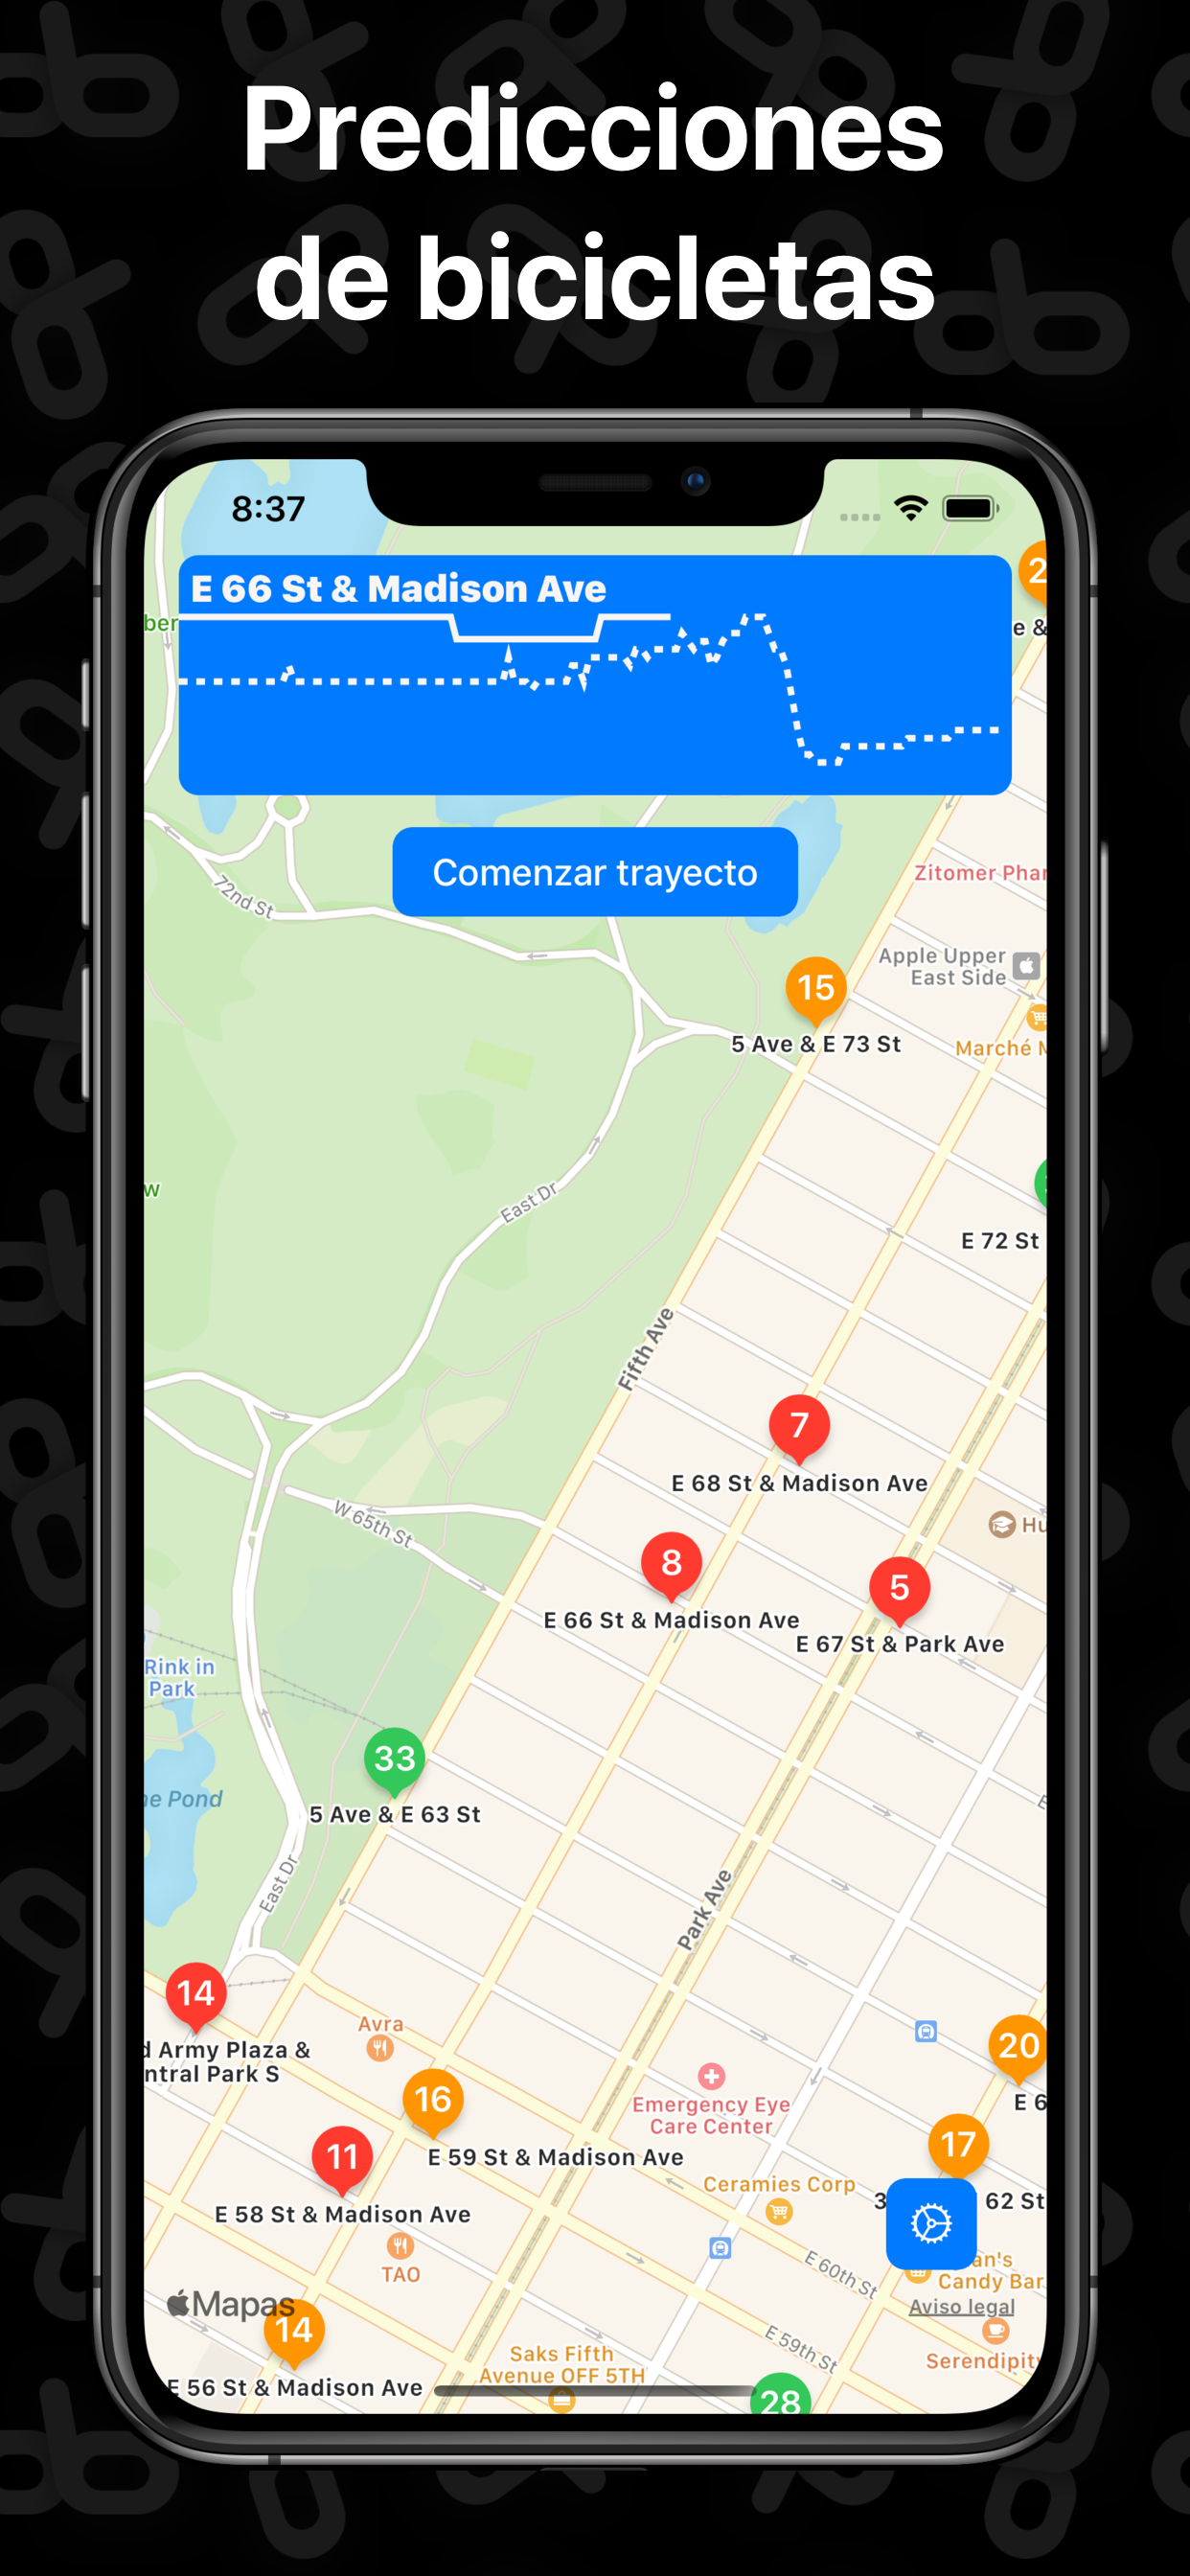 Predicciones
de bicicletas
8:37
E 66 St & Madison Ave
Comenzar trayecto
72nd St
Zitomer
Apple Upper
East Side
15
5 Ave & E 73 St
Marché
East Dr
E 72 St
Fifth Ave
7
E 68 St & Madison Ave
W 65th St
8
E 66 St & Madison Ave
5
E 67 St & Park Ave
Rink in
Park
33
5 Ave & E 63 St
Pond
East Dr
Park Ave
14
Army Plaza &
Park S
Avra
20
16
Emergency Eye
Care Center
17
E 59 St & Madison Ave
11
Ceramies Corp
62 St
E 58 St & Madison Ave
TAO
E 60th St
Candy Bar
Mapas
Aviso legal
14
E 59th St
Saks Fifth
Avenue OFF 5TH
Serendipity
E 56 St & Madison Ave
28